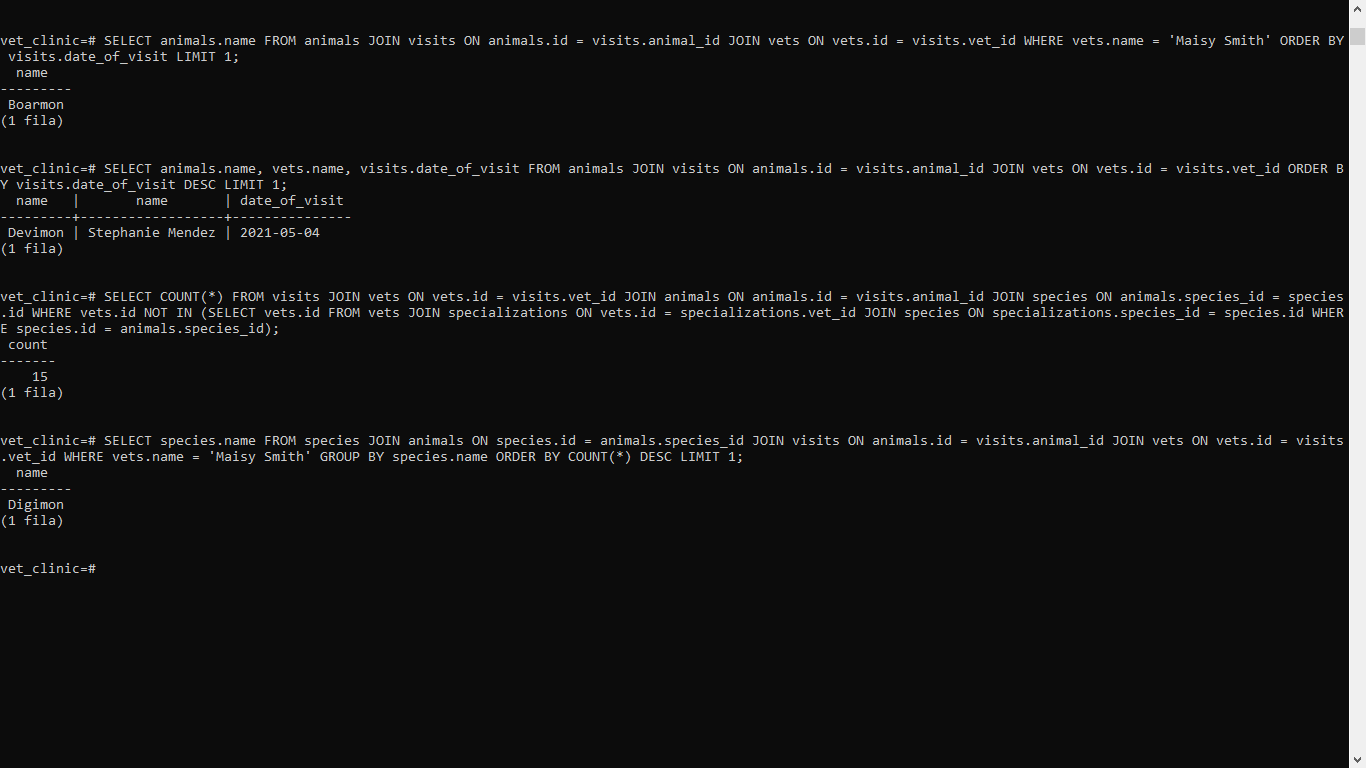 vet_clinic=# SELECT animals.name FROM animals JOIN visits ON animals.id = visits.animal_id JOIN vets ON vets.id = visits.vet_id WHERE vets.name = 'Maisy Smith' ORDER BY
 visits.date_of_visit LIMIT 1;
  name
---------
 Boarmon
(1 fila)
vet_clinic=# SELECT animals.name, vets.name, visits.date_of_visit FROM animals JOIN visits ON animals.id = visits.animal_id JOIN vets ON vets.id = visits.vet_id ORDER B
Y visits.date_of_visit DESC LIMIT 1;
  name   |       name       | date_of_visit
---------+------------------+---------------
 Devimon | Stephanie Mendez | 2021-05-04
(1 fila)
vet_clinic=# SELECT COUNT(*) FROM visits JOIN vets ON vets.id = visits.vet_id JOIN animals ON animals.id = visits.animal_id JOIN species ON animals.species_id = species
.id WHERE vets.id NOT IN (SELECT vets.id FROM vets JOIN specializations ON vets.id = specializations.vet_id JOIN species ON specializations.species_id = species.id WHER
E species.id = animals.species_id);
 count
-------
    15
(1 fila)
vet_clinic=# SELECT species.name FROM species JOIN animals ON species.id = animals.species_id JOIN visits ON animals.id = visits.animal_id JOIN vets ON vets.id = visits
.vet_id WHERE vets.name = 'Maisy Smith' GROUP BY species.name ORDER BY COUNT(*) DESC LIMIT 1;
  name
---------
 Digimon
(1 fila)
vet_clinic=#